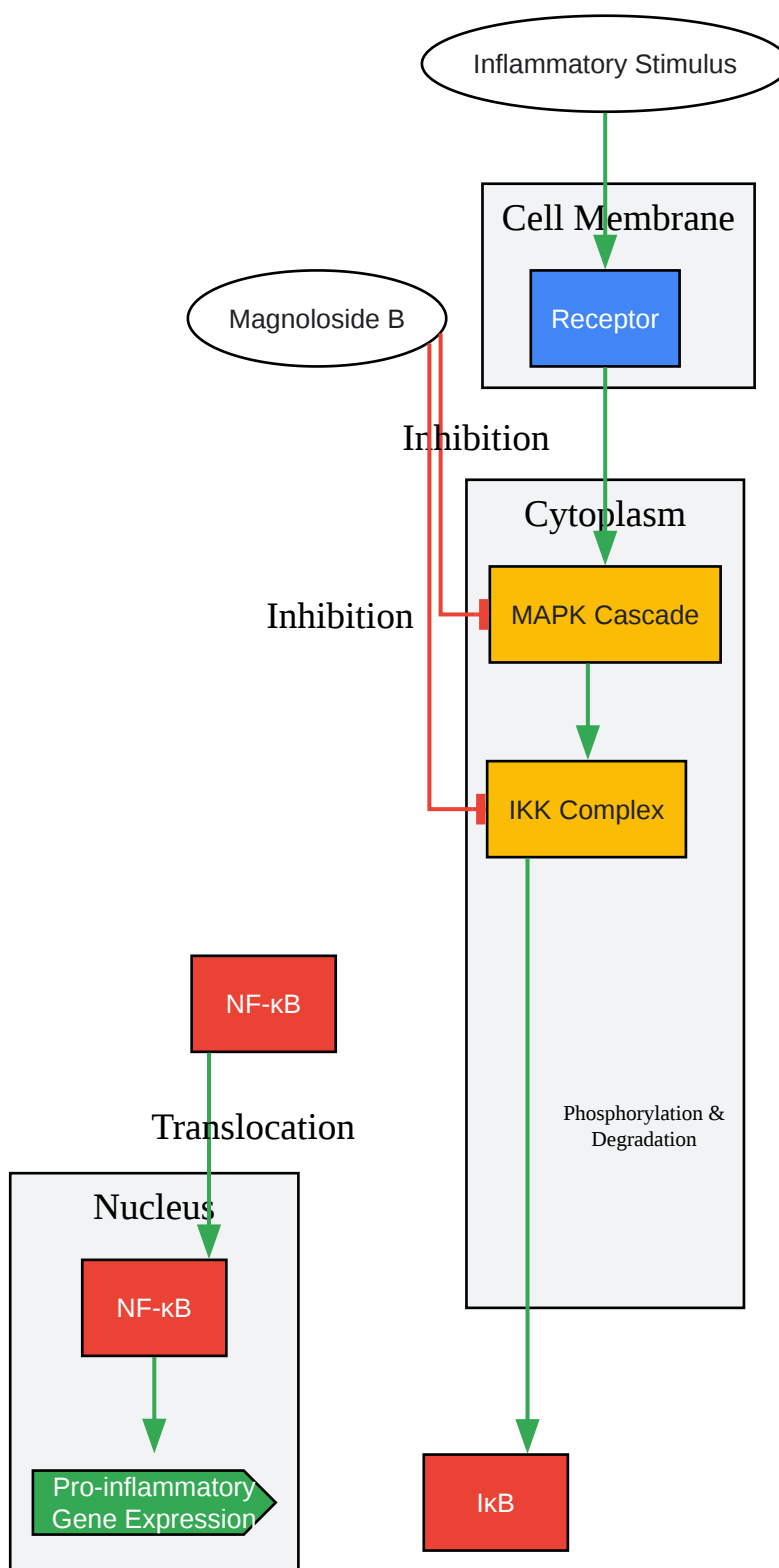 Inflammatory Stimulus
Cell Membrane
Receptor
Magnoloside B
Inhibition
Cytoplasm
MAPK Cascade
Inhibition
IKK Complex
NF-κB
Phosphorylation &
Degradation
Translocation
Nucleus
NF-κB
Pro-inflammatory
Gene Expression
IκB